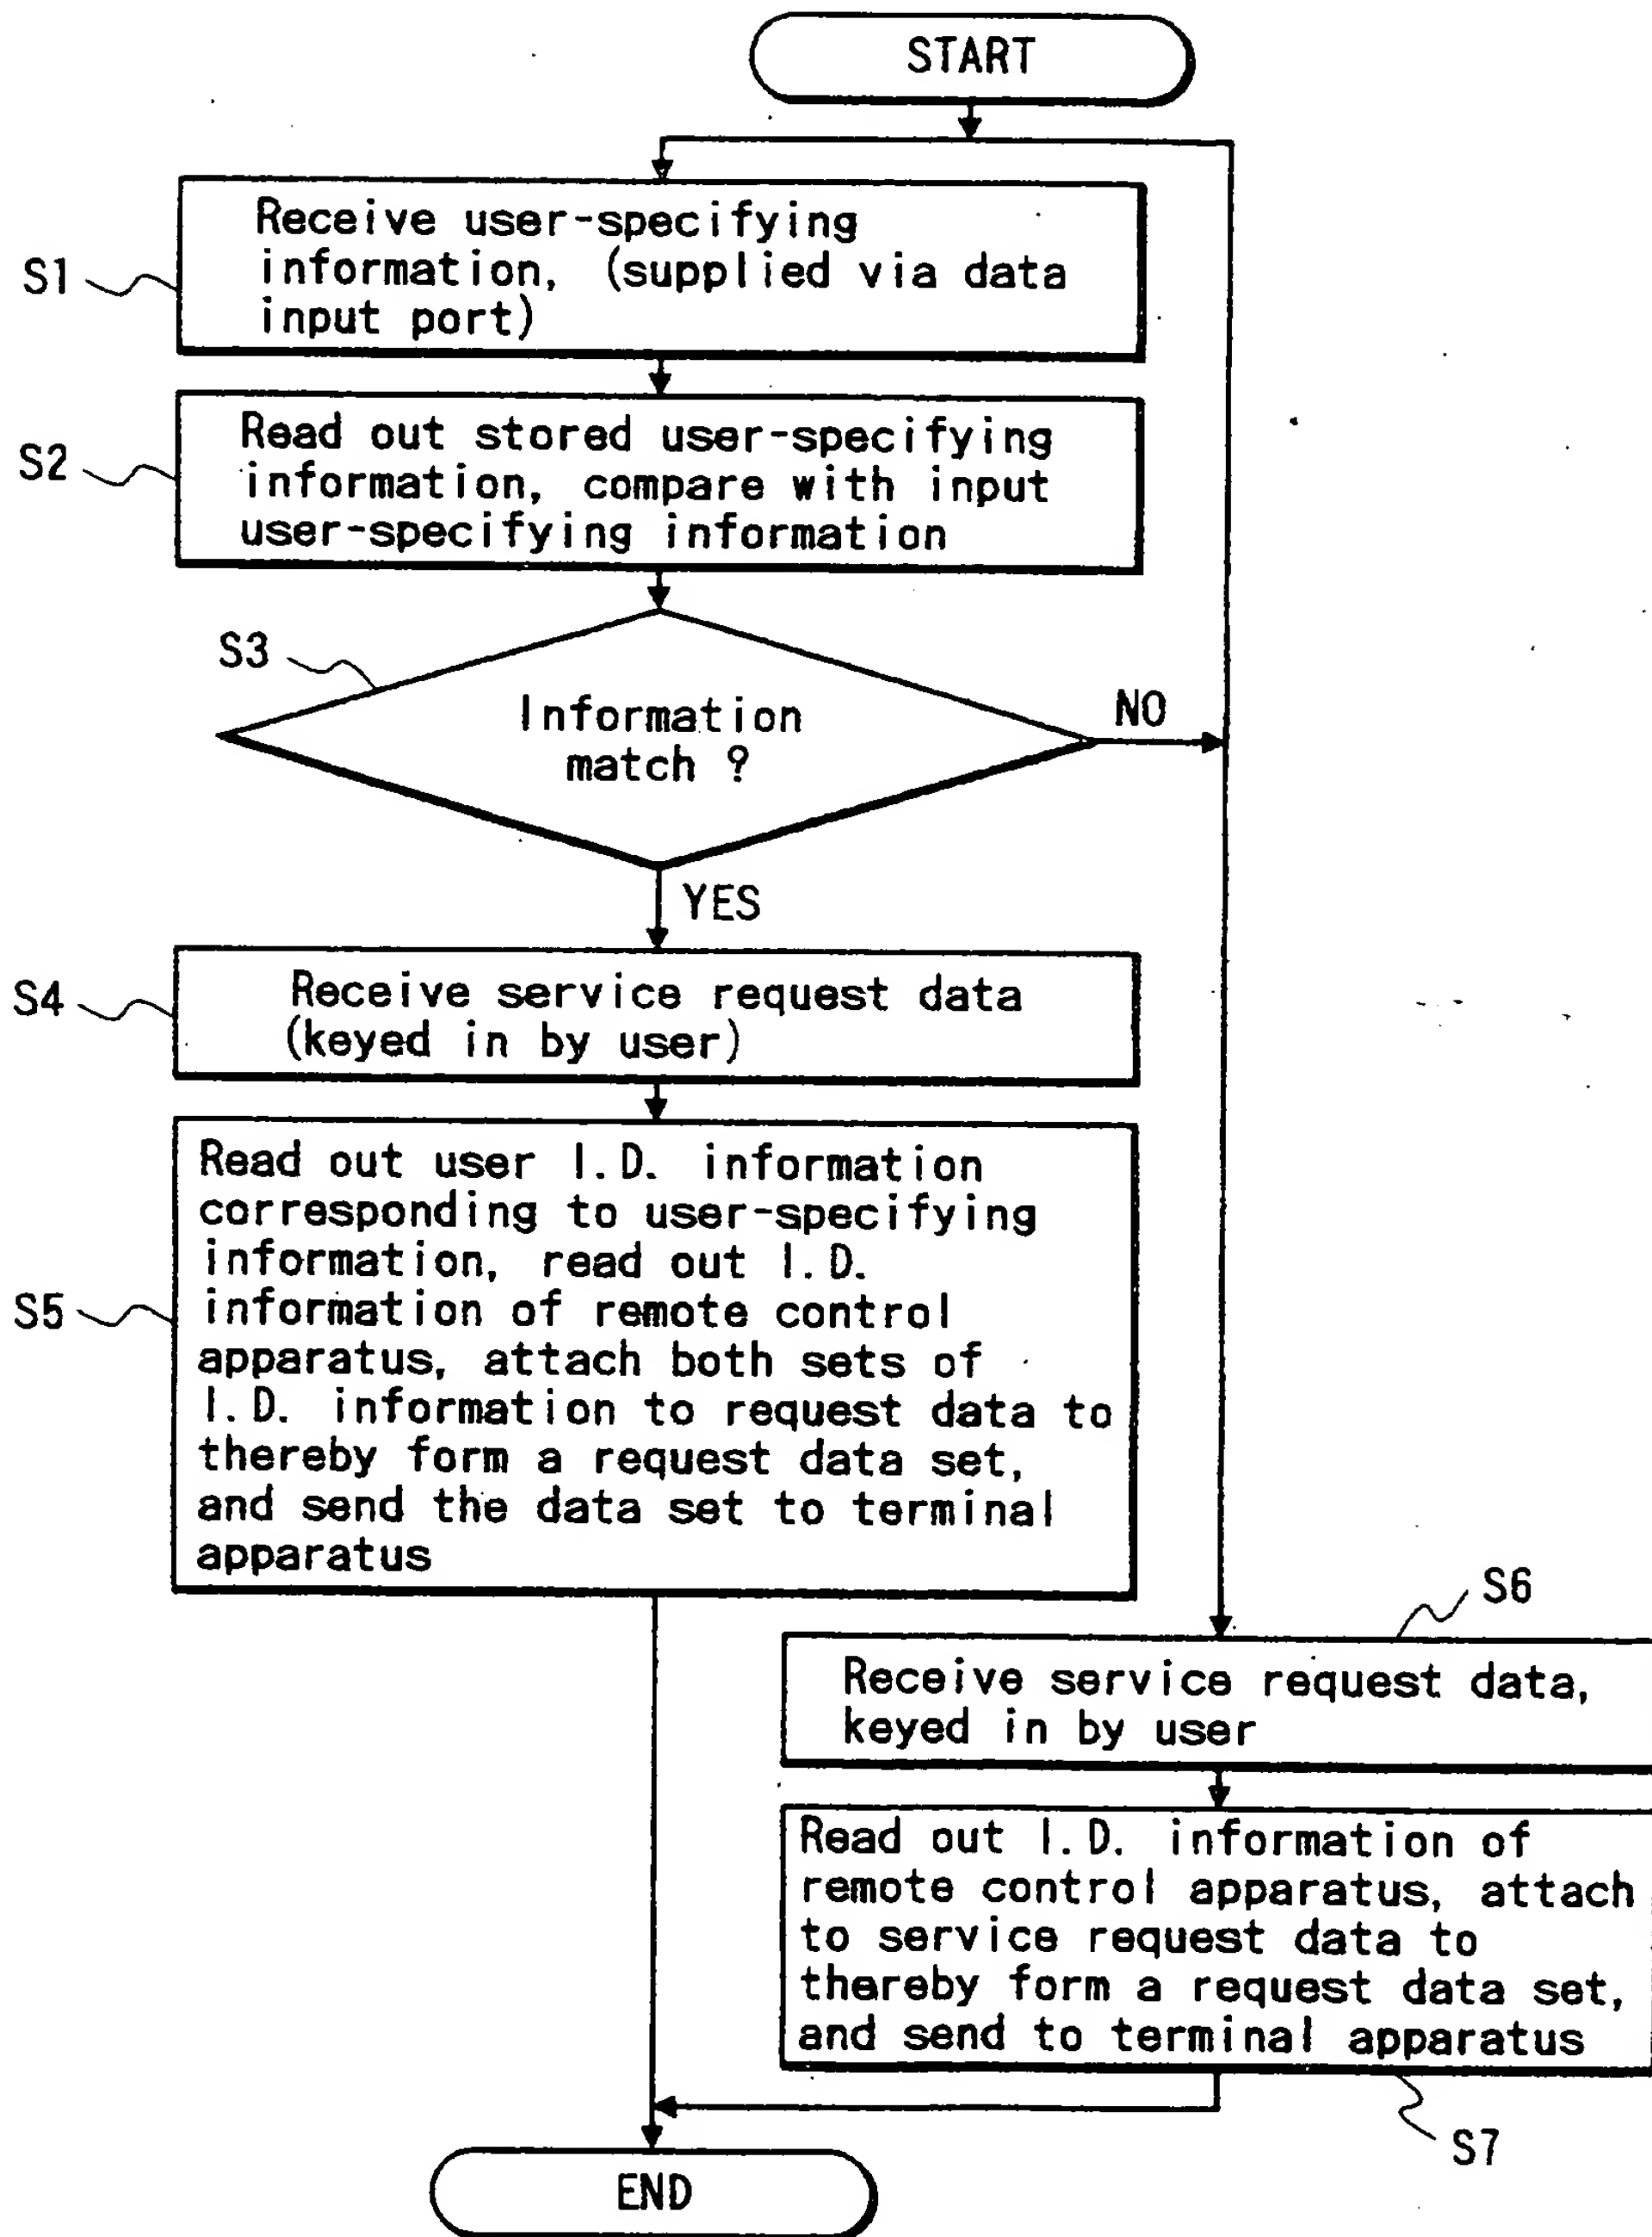 START
S1
Receive user-specifying
information, (supplied via data
input port)
S2
Read out stored user-specifying
information, compare with input
user-specifying information
S3
Information
match ?
NO
YES
S4
Receive service request data
(keyed in by user)
S5
Read out user I.D. information
corresponding to user-specifying
information, read out I.D.
information of remote control
apparatus, attach both sets of
I.D. information to request data to
thereby form a request data set,
and send the data set to terminal
apparatus
S6
Receive service request data,
keyed in by user
Read out I.D. information of
remote control apparatus, attach
to service request data to
thereby form a request data set,
and send to terminal apparatus
S7
END